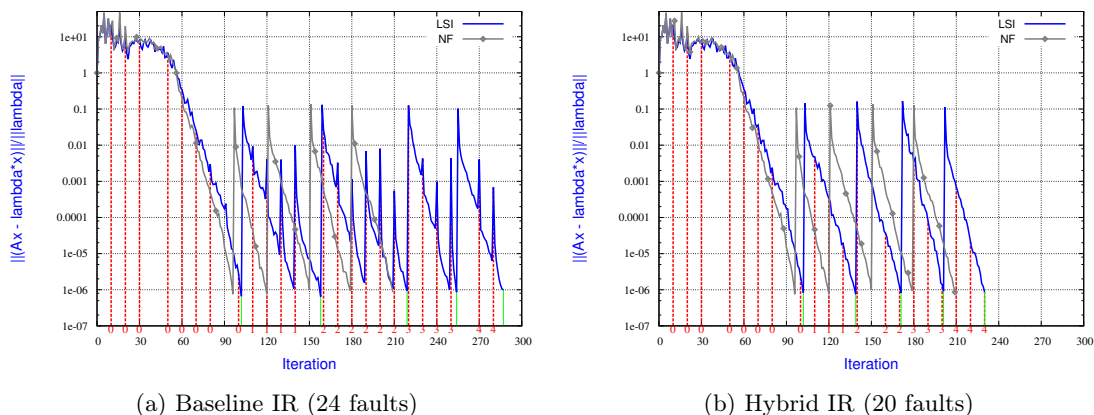 ||(Ax - lambda*x)||/||lambda||
LSI
NF
1e+01
1
0.1
0.01
0.001
0.0001
1e-05
1e-06
1e-07
0 0 0 0 0 0 0 0 1 1 1 1 2 2 2 2 2 2 3 3 3 3 4 4
0 30 60 90 120 150 180 210 240 270 300
Iteration
(a) Baseline IR (24 faults)
||(Ax - lambda*x)||/||lambda||
LSI
NF
1e+01
1
0.1
0.01
0.001
0.0001
1e-05
1e-06
1e-07
0 0 0 0 0 0 0 0 1 1 1 1 2 2 3 3 3 4 4 4
0 30 60 90 120 150 180 210 240 270 300
Iteration
(b) Hybrid IR (20 faults)